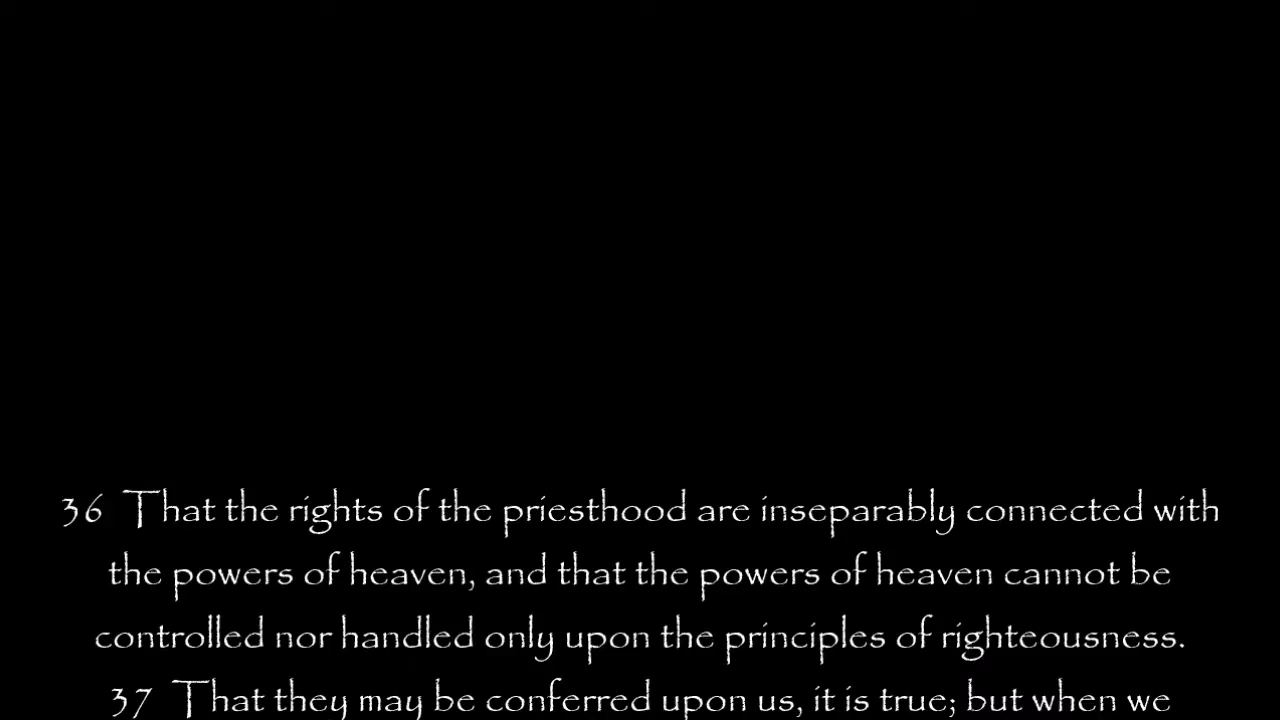 36 That the rights of the priesthood are inseparably connected with
the powers of heaven, and that the powers of heaven cannot be
controlled nor handled only upon the principles of righteousness.
37 That they may be conferred upon us, it is true; but when we